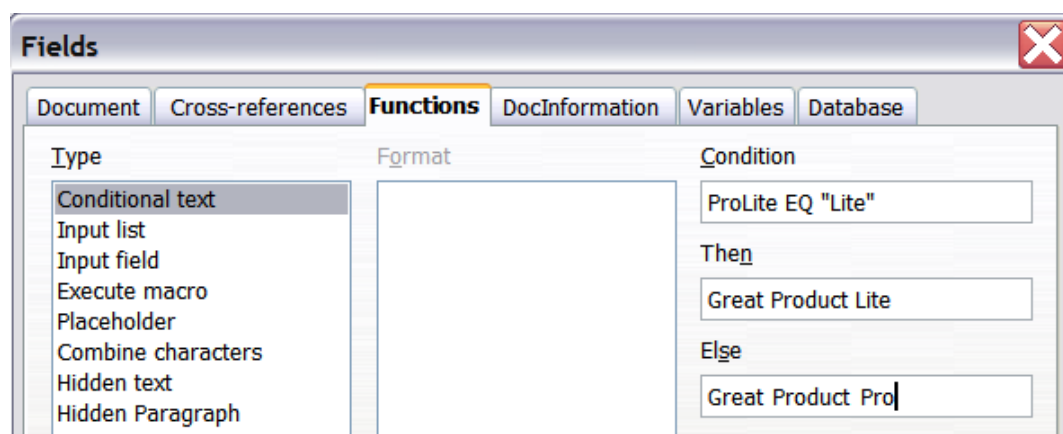 Fields
Document Cross-references Functions DocInformation Variables Database
Type Format Condition
Conditional text
Input list
Input field
Execute macro
Placeholder
Combine characters
Hidden text
Hidden Paragraph
ProLite EQ "Lite"
Then
Great Product Lite
Else
Great Product Pro